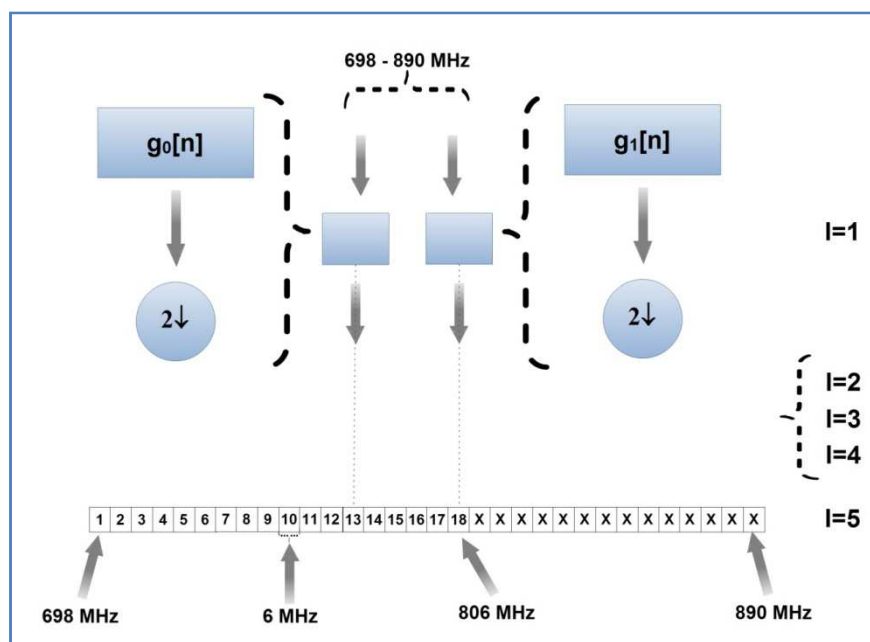 698 - 890 MHz
g0[n]
g1[n]
l=1
2↓
2↓
l=2
l=3
l=4
1 2 3 4 5 6 7 8 9 10 11 12 13 14 15 16 17 18 X X X X X X X X X X X X X X
l=5
698 MHz
6 MHz
806 MHz
890 MHz